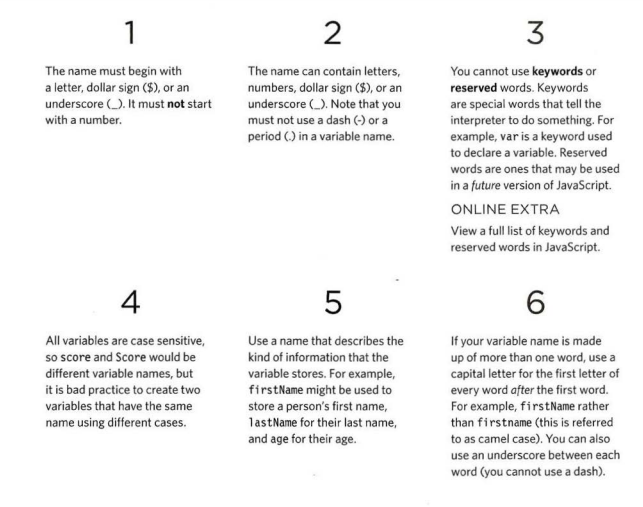 1
The name must begin with
a letter, dollar sign ($), or an
underscore (_). It must not start
with a number.
2
The name can contain letters,
numbers, dollar sign ($), or an
underscore (_). Note that you
must not use a dash (-) or a
period (.) in a variable name.
3
You cannot use keywords or
reserved words. Keywords
are special words that tell the
interpreter to do something. For
example, var is a keyword used
to declare a variable. Reserved
words are ones that may be used
in a future version of JavaScript.
ONLINE EXTRA
View a full list of keywords and
reserved words in JavaScript.
4
All variables are case sensitive,
so score and Score would be
different variable names, but
it is bad practice to create two
variables that have the same
name using different cases.
5
Use a name that describes the
kind of information that the
variable stores. For example,
firstName might be used to
store a person's first name,
lastName for their last name,
and age for their age.
6
If your variable name is made
up of more than one word, use a
capital letter for the first letter of
every word after the first word.
For example, firstName rather
than firstname (this is referred
to as camel case). You can also
use an underscore between each
word (you cannot use a dash).